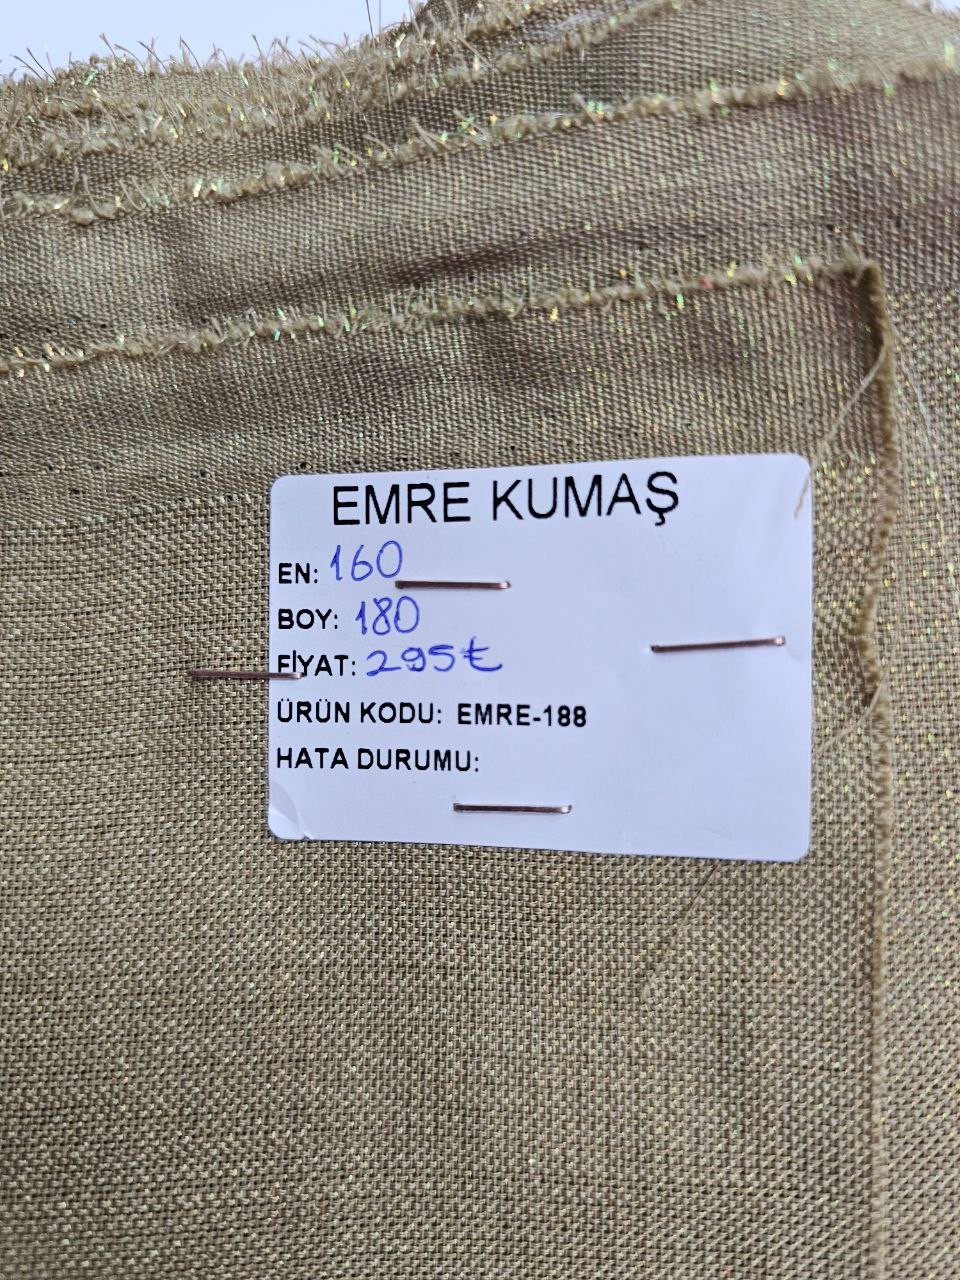 EMRE KUMAŞ
EN: 160
BOY: 180
FİYAT: 295₺
ÜRÜN KODU: EMRE-188
HATA DURUMU: